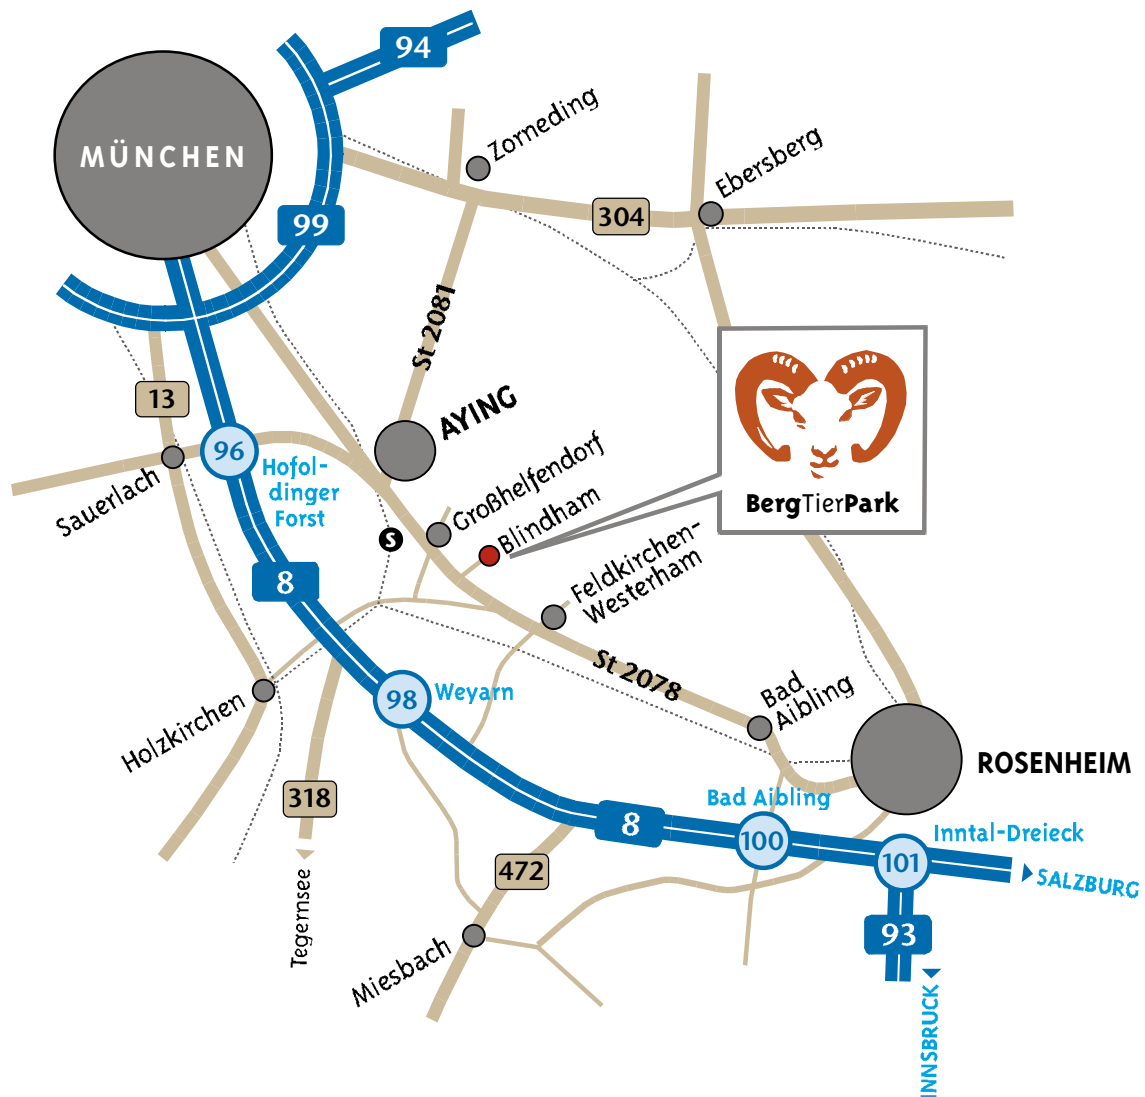 94
Zorneding
MÜNCHEN
Ebersberg
99
304
St 2081
13
AYING
96
Hofol-
dinger
Forst
Sauerlach
Großhelfendorf
Blindham
BergTierPark
S
Feldkirchen-
Westerham
8
St 2078
98
Weyarn
Holzkirchen
Bad
Aibling
ROSENHEIM
318
Bad Aibling
8
100
Inntal-Dreieck
101
SALZBURG
472
Tegernsee
93
Miesbach
INNSBRUCK